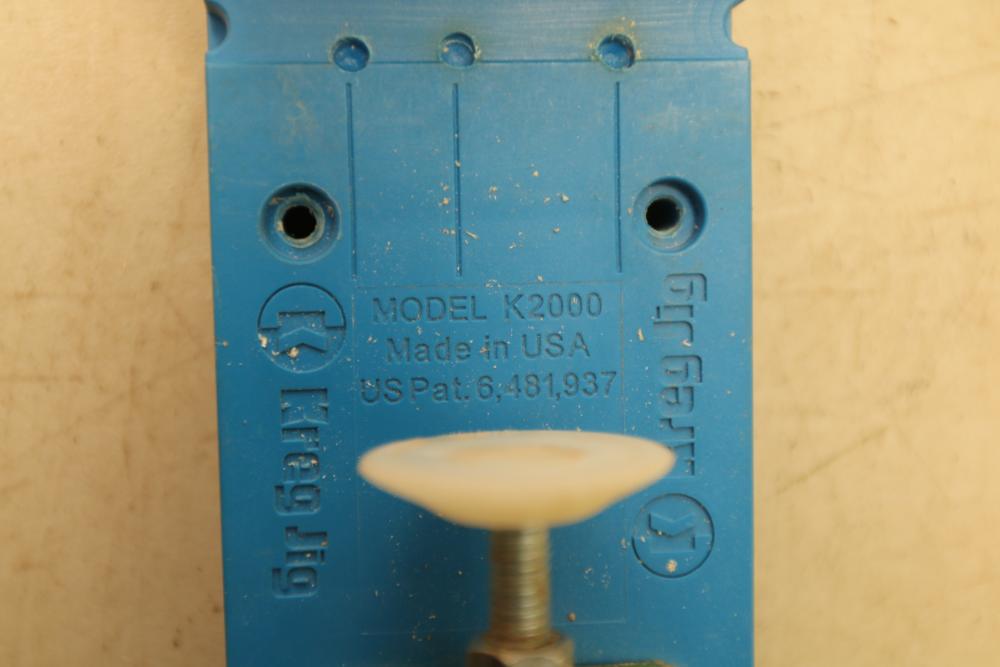 MODEL K2000
Made in USA
US Pat. 6,481,937
Kreg Jig
Kreg Jig